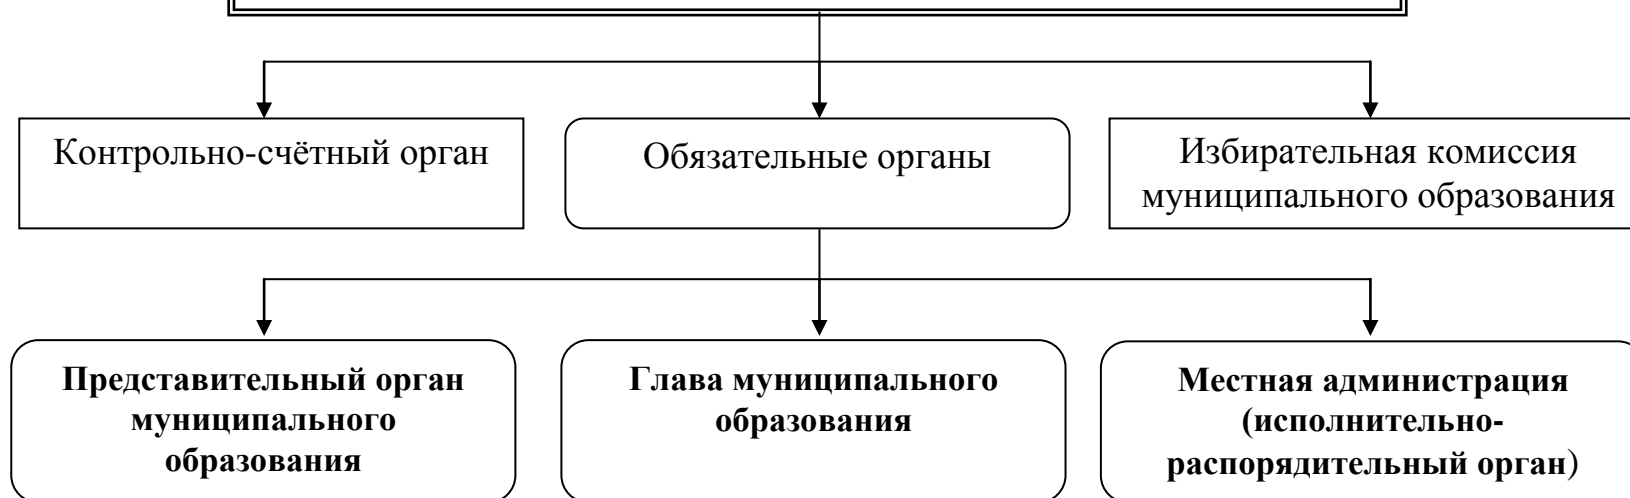 Контрольно-счётный орган
Обязательные органы
Избирательная комиссия
муниципального образования
Представительный орган
муниципального
образования
Глава муниципального
образования
Местная администрация
(исполнительно-
распорядительный орган)